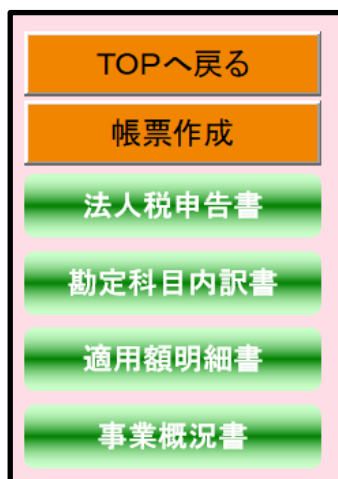 TOPへ戻る
帳票作成
法人税申告書
勘定科目内訳書
適用額明細書
事業概況書